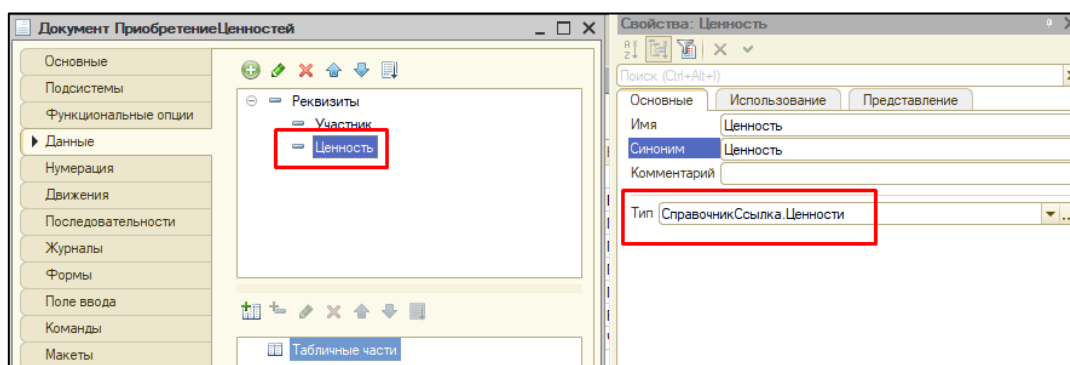 Документ ПриобретениеЦенностей
Основные
Подсистемы
Функциональные опции
Данные
Нумерация
Движения
Последовательности
Журналы
Формы
Поле ввода
Команды
Макеты
Реквизиты
Участник
Ценность
Табличные части
Свойства: Ценность
Поиск (Ctrl+Alt+I)
Основные Использование Представление
Имя Ценность
Синоним Ценность
Комментарий
Тип СправочникСсылка.Ценности